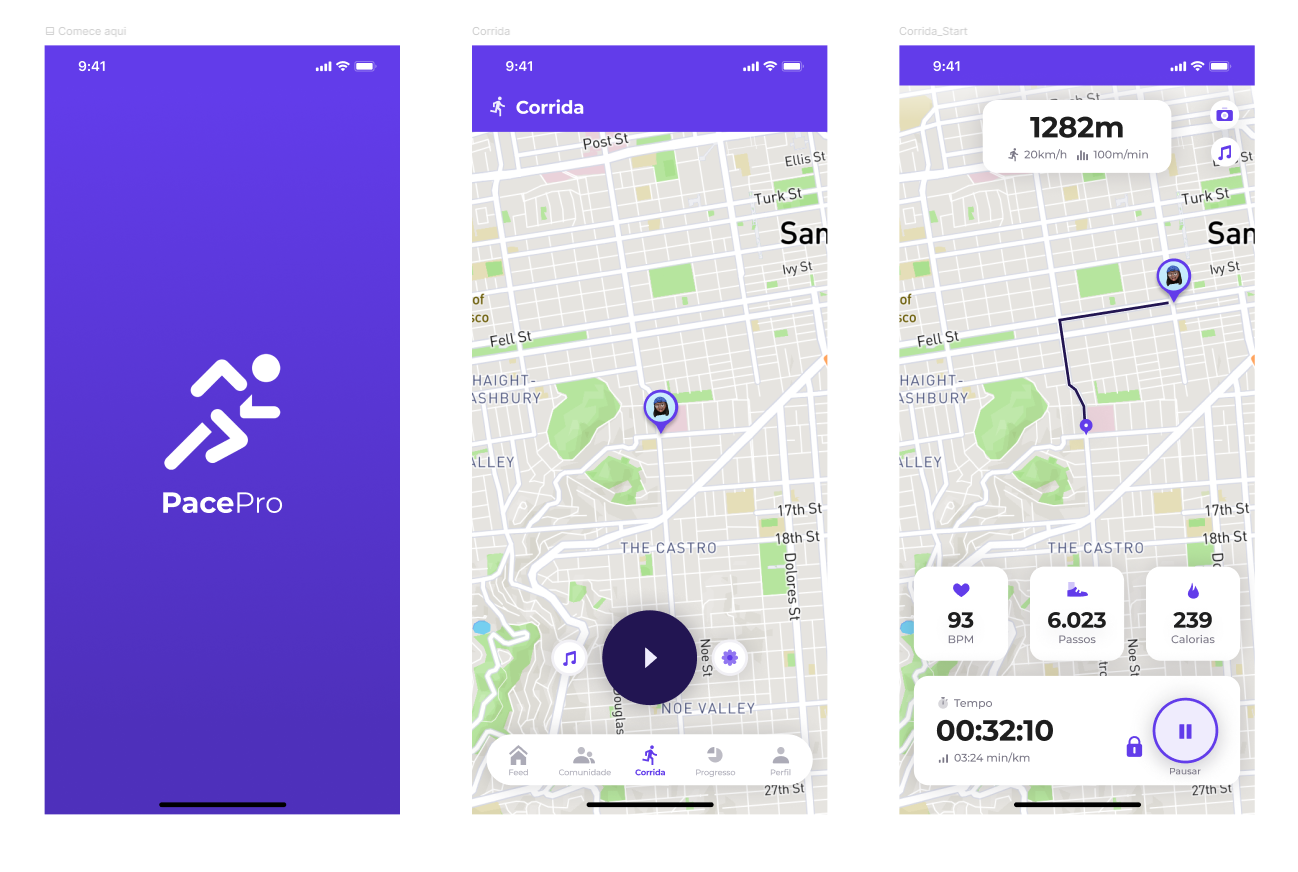 Comece aqui
9:41
PacePro
Corrida
9:41
Corrida
Post St
Ellis St
Turk St
San
Ivy St
of
sco
Fell St
HAIGHT-
ASHBURY
ALLEY
17th St
18th St
THE CASTRO
Dolores St
Noe St
Douglas
NOE VALLEY
Feed
Comunidade
Corrida
Progresso
Perfil
27th St
Corrida_Start
9:41
1282m
20km/h
100m/min
St
Turk St
San
Ivy St
of
sco
Fell St
HAIGHT-
ASHBURY
ALLEY
17th St
18th St
THE CASTRO
93
BPM
6.023
Passos
239
Calorias
Noe St
Tempo
00:32:10
03:24 min/km
Pausar
27th St